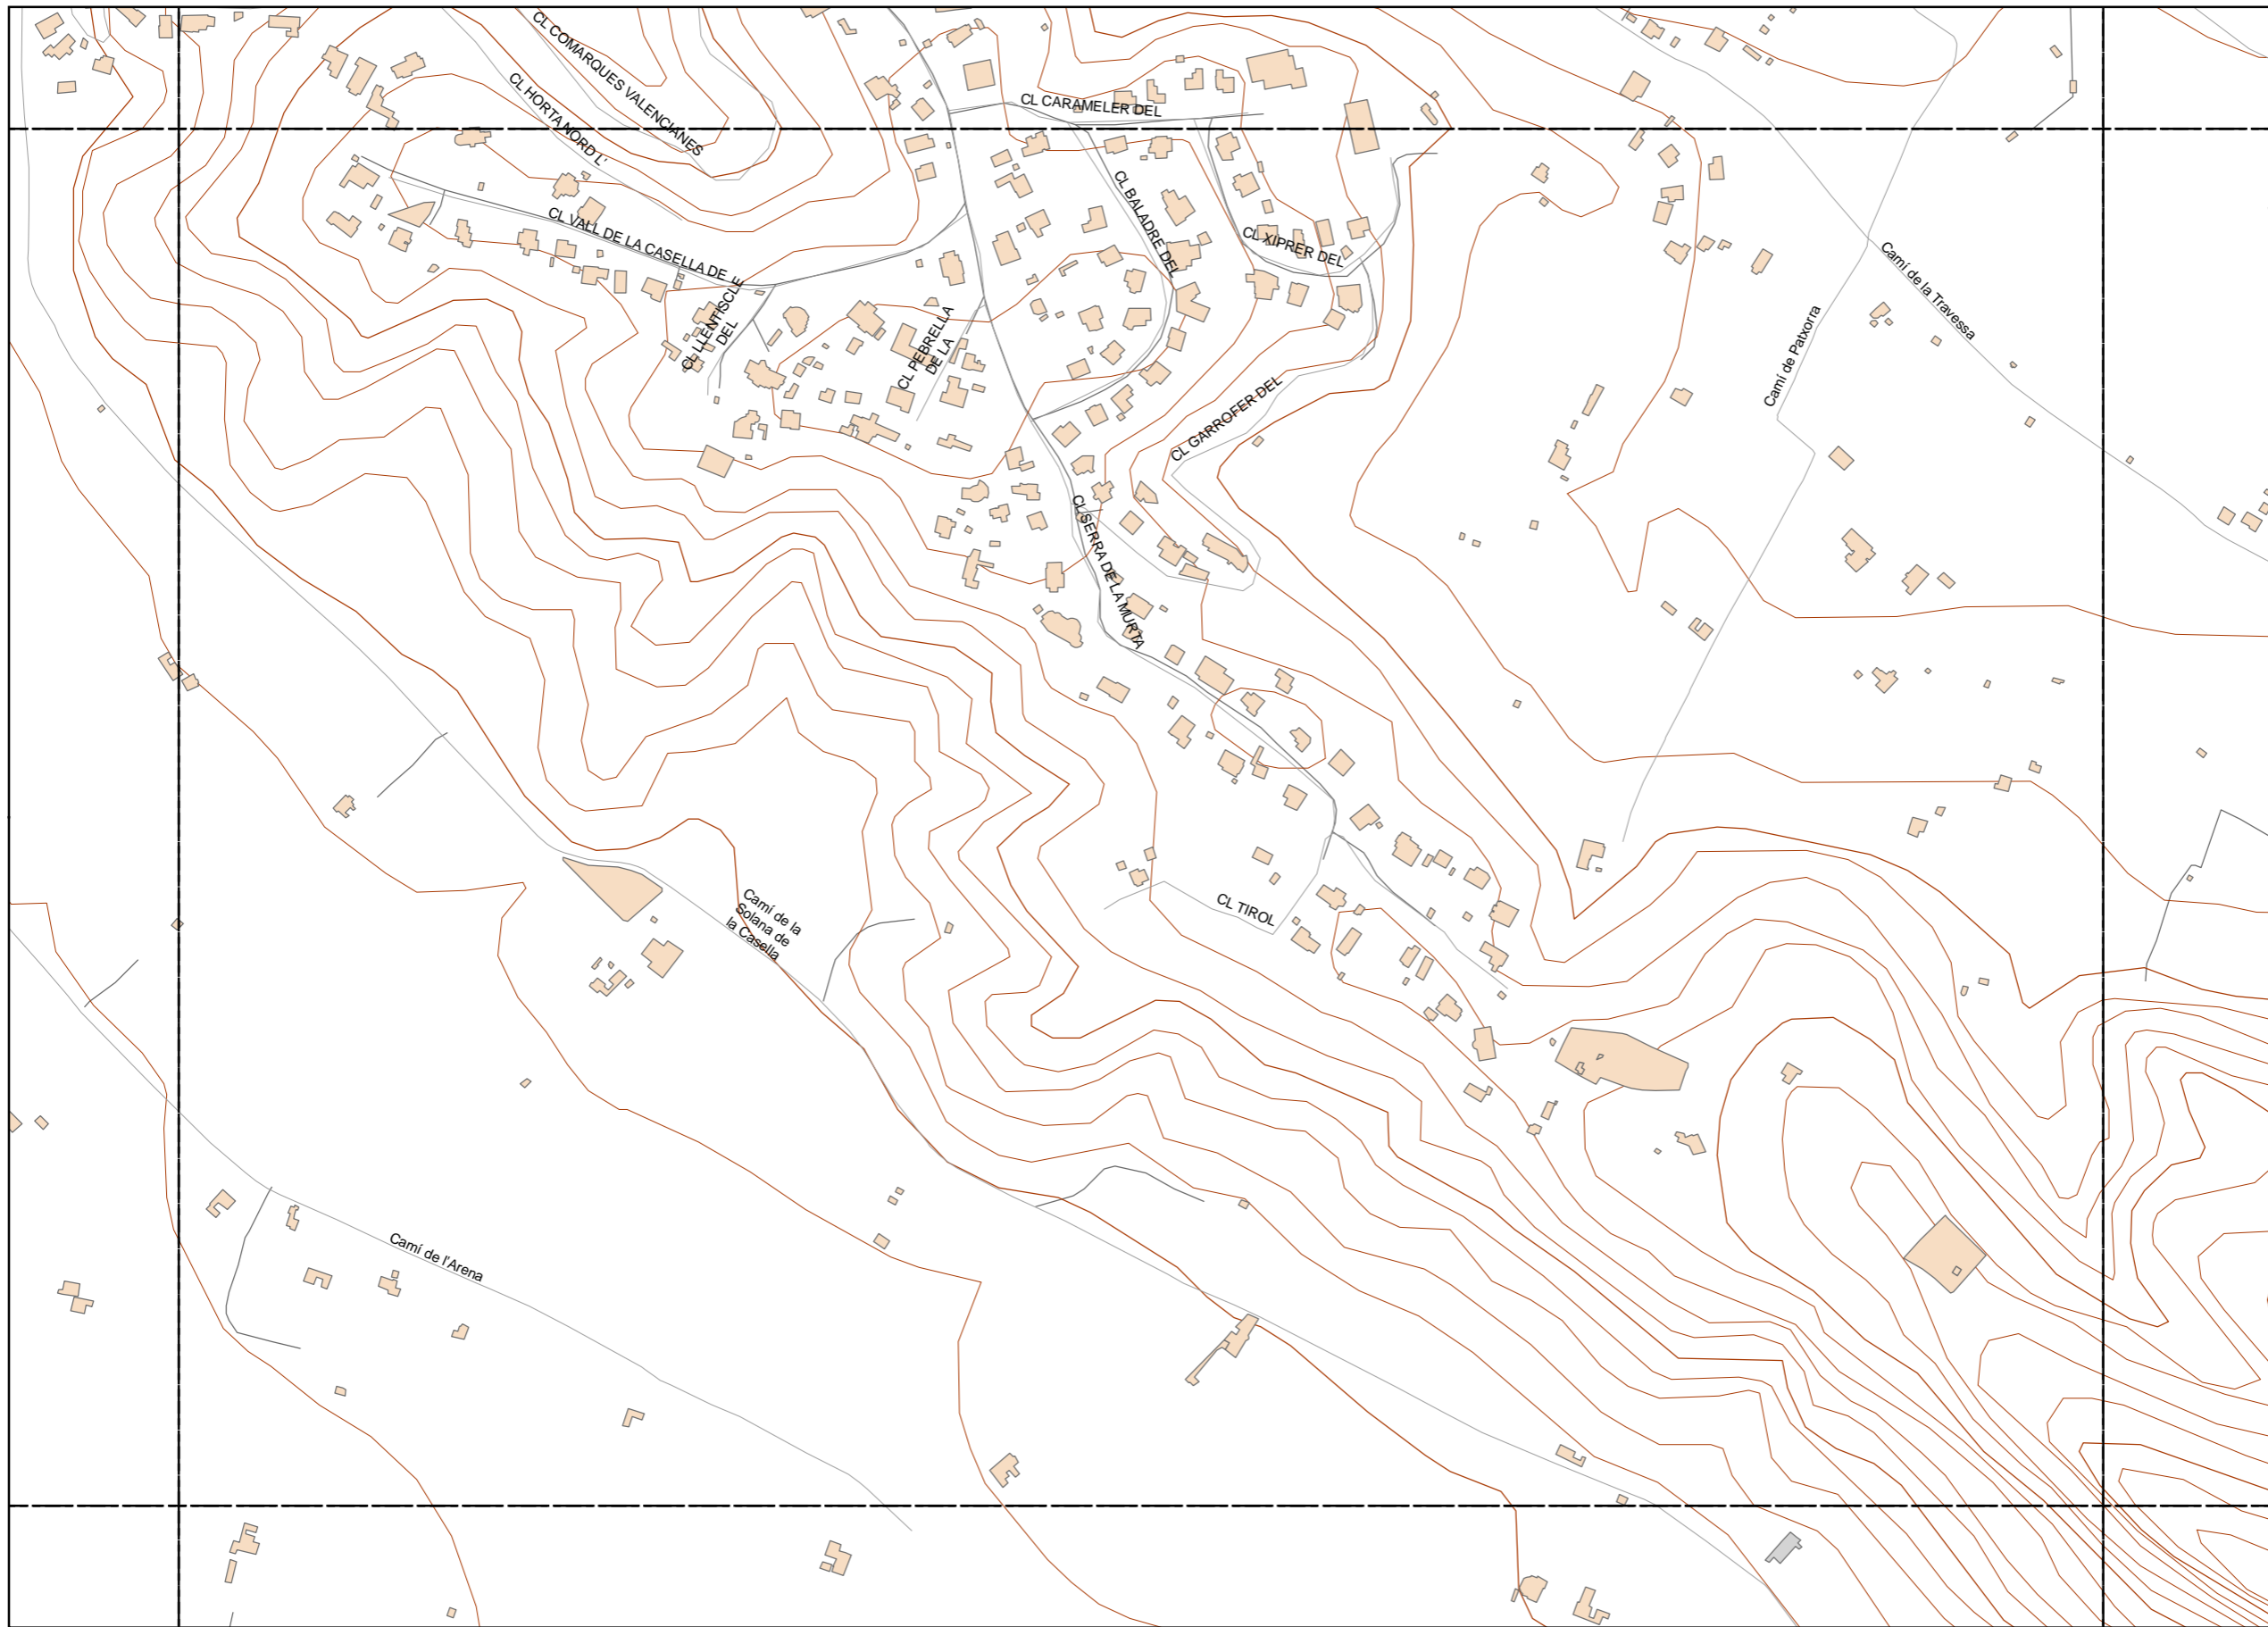 CL COMARQUES VALENCIANES
CL HORTA NORD L'
CL CARAMELER DEL
CL BALADRE DEL
CL VALL DE LA CASELLA DE
CL XIPRER DEL
Camí de la Travessa
CL LLENTISCLE
DEL
CL PEBRELLA
DE LA
Camí de Patxorra
CL GARROFER DEL
CL SERRA DE LA MURTA
CL TIROL
Camí de la
Solana de
la Casella
Camí de l'Arena